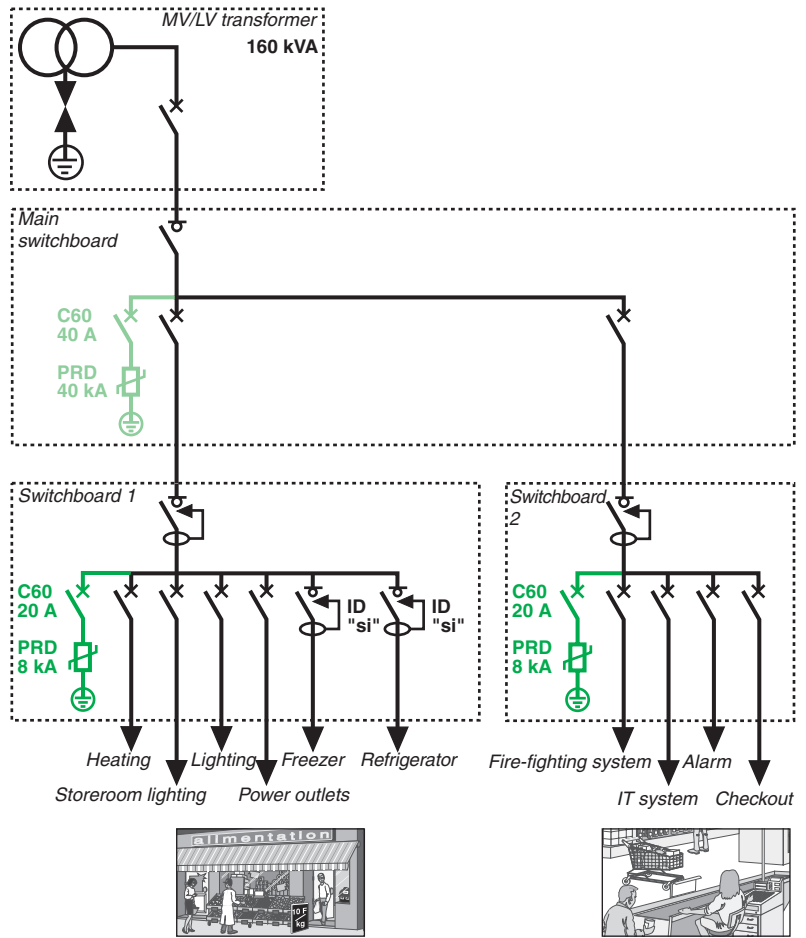 MV/LV transformer
160 kVA
Main
switchboard
C60
40 A
PRD
40 kA
Switchboard 1
C60
20 A
PRD
8 kA
ID
"si"
ID
"si"
Heating
Lighting
Freezer
Refrigerator
Storeroom lighting
Power outlets
Switchboard
2
C60
20 A
PRD
8 kA
Fire-fighting system
Alarm
IT system
Checkout
alimentation
10 F
kg